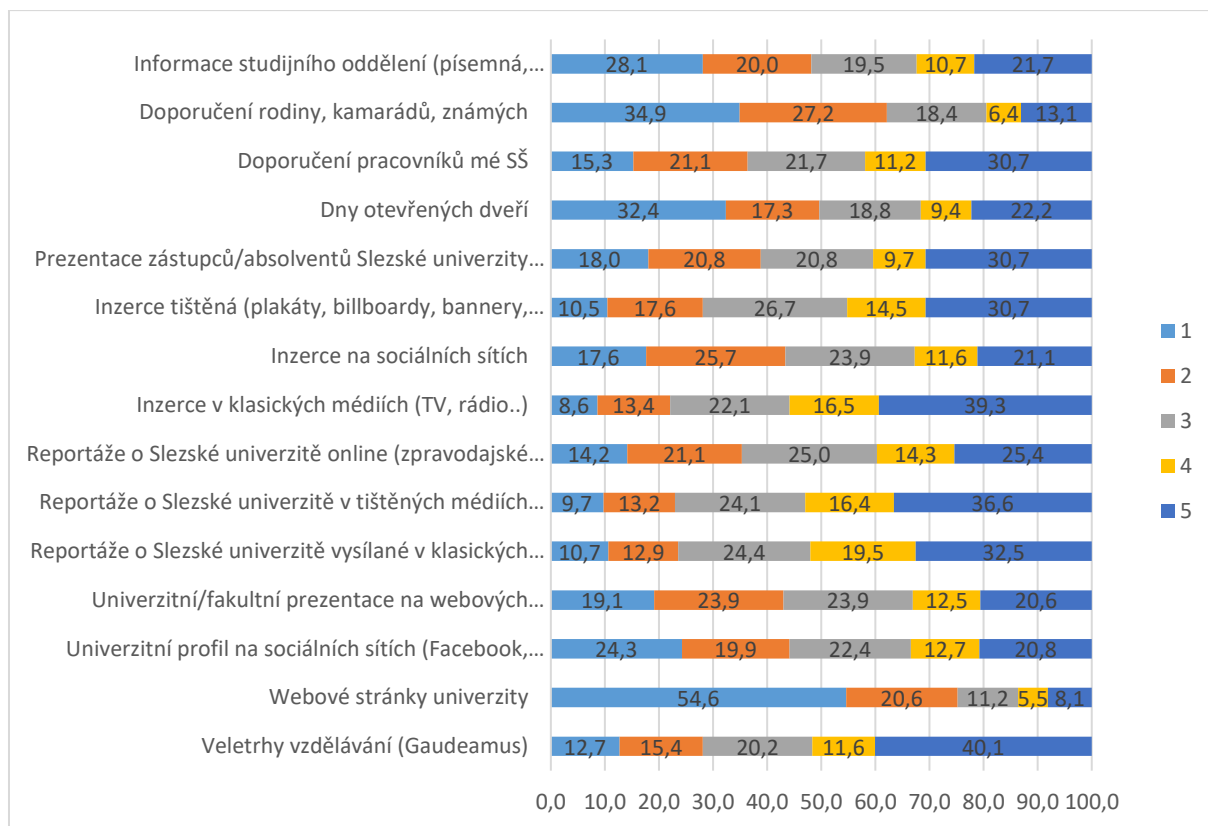 Informace studijního oddělení (písemná,...
28,1 20,0 19,5 10,7 21,7
Doporučení rodiny, kamarádů, známých
34,9 27,2 18,4 6,4 13,1
Doporučení pracovníků mé SŠ
15,3 21,1 21,7 11,2 30,7
Dny otevřených dveří
32,4 17,3 18,8 9,4 22,2
Prezentace zástupců/absolventů Slezské univerzity...
18,0 20,8 20,8 9,7 30,7
Inzerce tištěná (plakáty, billboardy, bannery,...
10,5 17,6 26,7 14,5 30,7
Inzerce na sociálních sítích
17,6 25,7 23,9 11,6 21,1
Inzerce v klasických médiích (TV, rádio..)
8,6 13,4 22,1 16,5 39,3
Reportáže o Slezské univerzitě online (zpravodajské...
14,2 21,1 25,0 14,3 25,4
Reportáže o Slezské univerzitě v tištěných médiích...
9,7 13,2 24,1 16,4 36,6
Reportáže o Slezské univerzitě vysílané v klasických...
10,7 12,9 24,4 19,5 32,5
Univerzitní/fakultní prezentace na webových...
19,1 23,9 23,9 12,5 20,6
Univerzitní profil na sociálních sítích (Facebook,...
24,3 19,9 22,4 12,7 20,8
Webové stránky univerzity
54,6 20,6 11,2 5,5 8,1
Veletrhy vzdělávání (Gaudeamus)
12,7 15,4 20,2 11,6 40,1
0,0 10,0 20,0 30,0 40,0 50,0 60,0 70,0 80,0 90,0 100,0
1
2
3
4
5